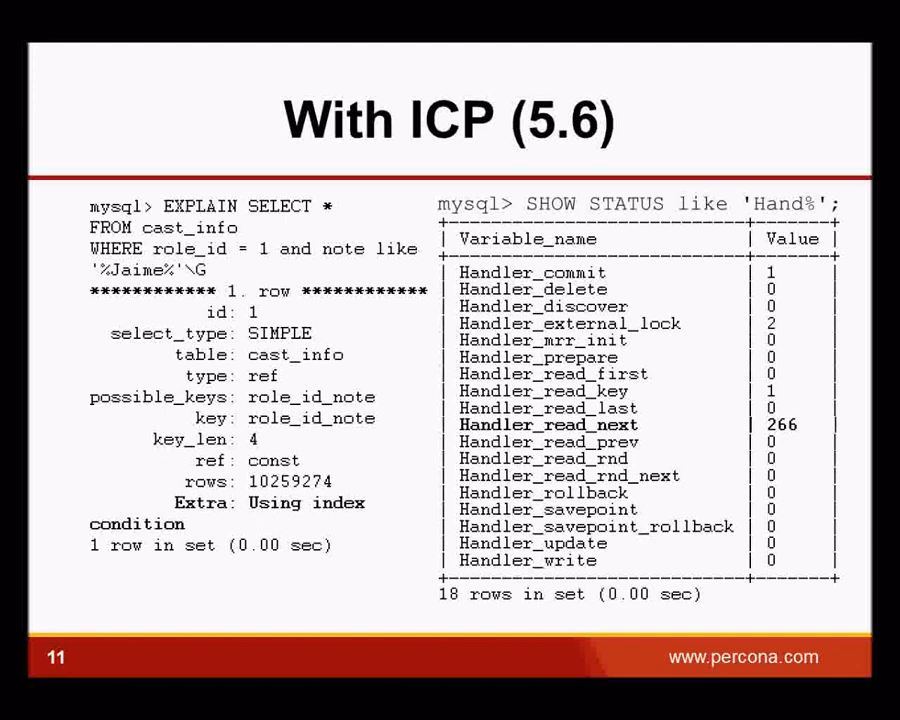 With ICP (5.6)
mysql> EXPLAIN SELECT *
FROM cast_info
WHERE role_id = 1 and note like
'%Jaime%'\G
************ 1. row ************
id: 1
select_type: SIMPLE
table: cast_info
type: ref
possible_keys: role_id_note
key: role_id_note
key_len: 4
ref: const
rows: 10259274
Extra: Using index
condition
1 row in set (0.00 sec)
mysql> SHOW STATUS like 'Hand%';
+----------------------------+-------+
| Variable_name | Value |
+----------------------------+-------+
| Handler_commit | 1 |
| Handler_delete | 0 |
| Handler_discover | 0 |
| Handler_external_lock | 2 |
| Handler_mrr_init | 0 |
| Handler_prepare | 0 |
| Handler_read_first | 0 |
| Handler_read_key | 1 |
| Handler_read_last | 0 |
| Handler_read_next | 266 |
| Handler_read_prev | 0 |
| Handler_read_rnd | 0 |
| Handler_read_rnd_next | 0 |
| Handler_rollback | 0 |
| Handler_savepoint | 0 |
| Handler_savepoint_rollback | 0 |
| Handler_update | 0 |
| Handler_write | 0 |
+----------------------------+-------+
18 rows in set (0.00 sec)
11
www.percona.com